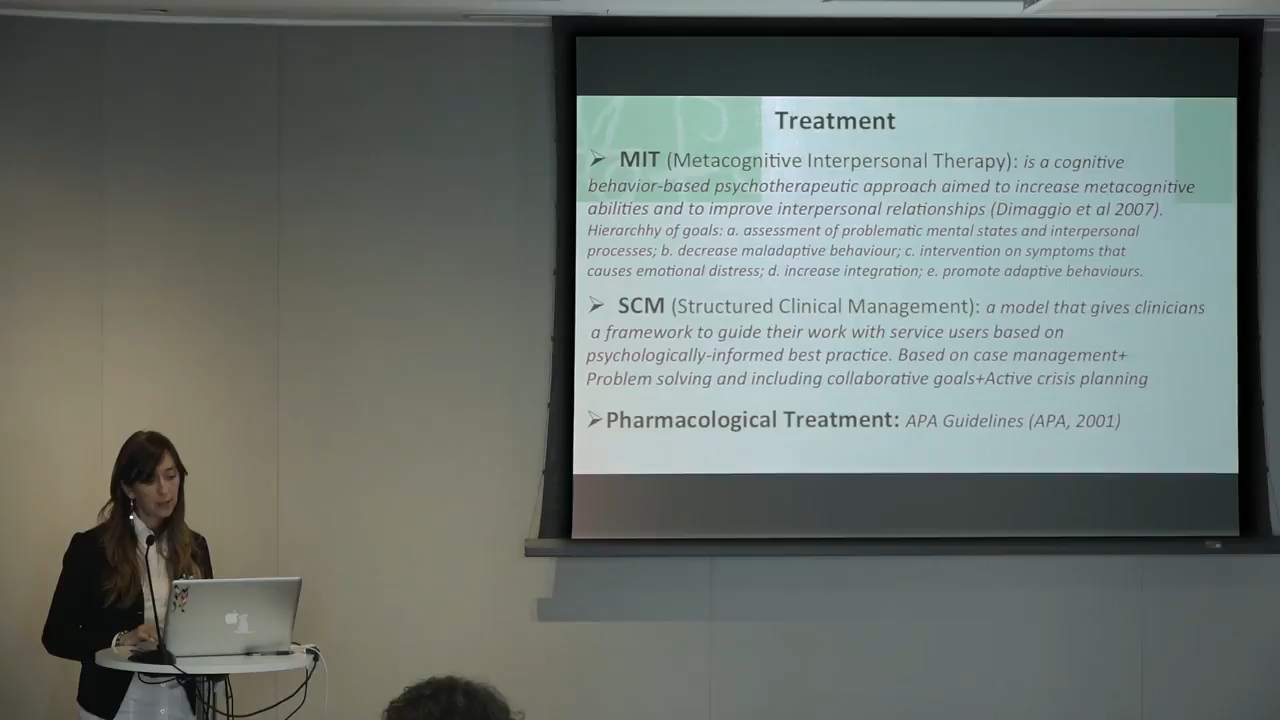 Treatment
➢ MIT (Metacognitive Interpersonal Therapy): is a cognitive
behavior-based psychotherapeutic approach aimed to increase metacognitive
abilities and to improve interpersonal relationships (Dimaggio et al 2007).
Hierarchhy of goals: a. assessment of problematic mental states and interpersonal
processes; b. decrease maladaptive behaviour; c. intervention on symptoms that
causes emotional distress; d. increase integration; e. promote adaptive behaviours.
➢ SCM (Structured Clinical Management): a model that gives clinicians
a framework to guide their work with service users based on
psychologically-informed best practice. Based on case management+
Problem solving and including collaborative goals+Active crisis planning
➢Pharmacological Treatment: APA Guidelines (APA, 2001)